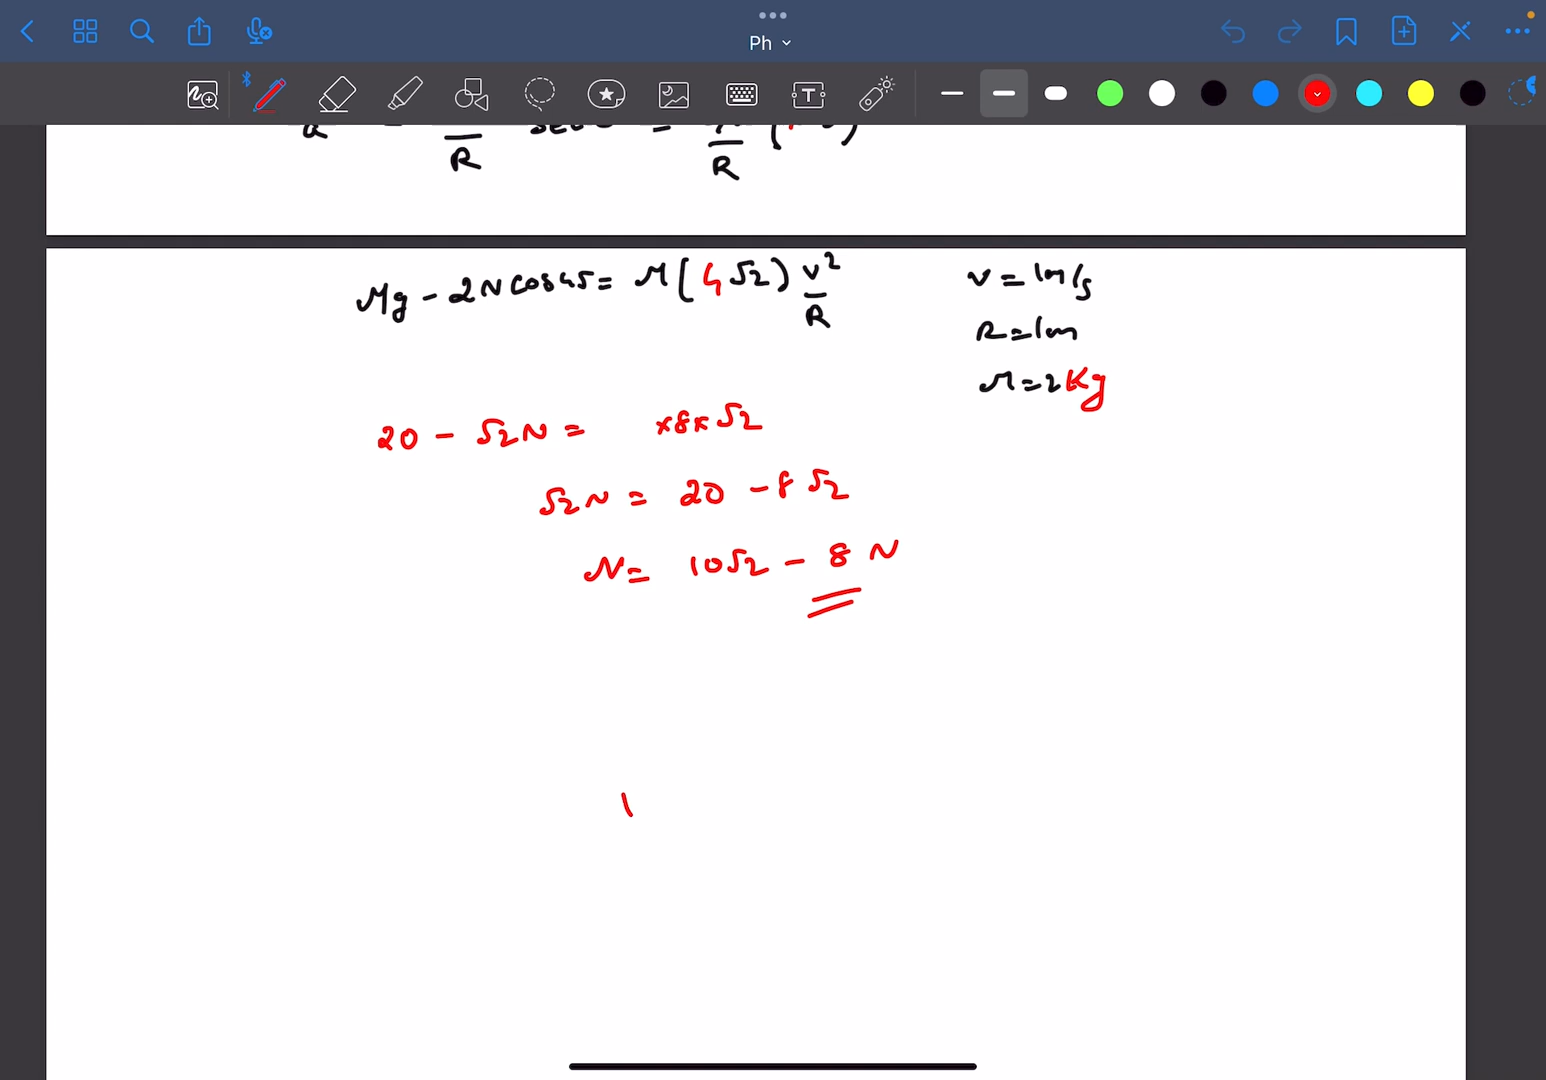 Ph
R
R
Mg - 2N cos45 = M(4√2) v²/R
v = 1m/s
R = 1m
M = 2Kg
20 - √2N = ×8×√2
√2N = 20 - 8√2
N = 10√2 - 8 N